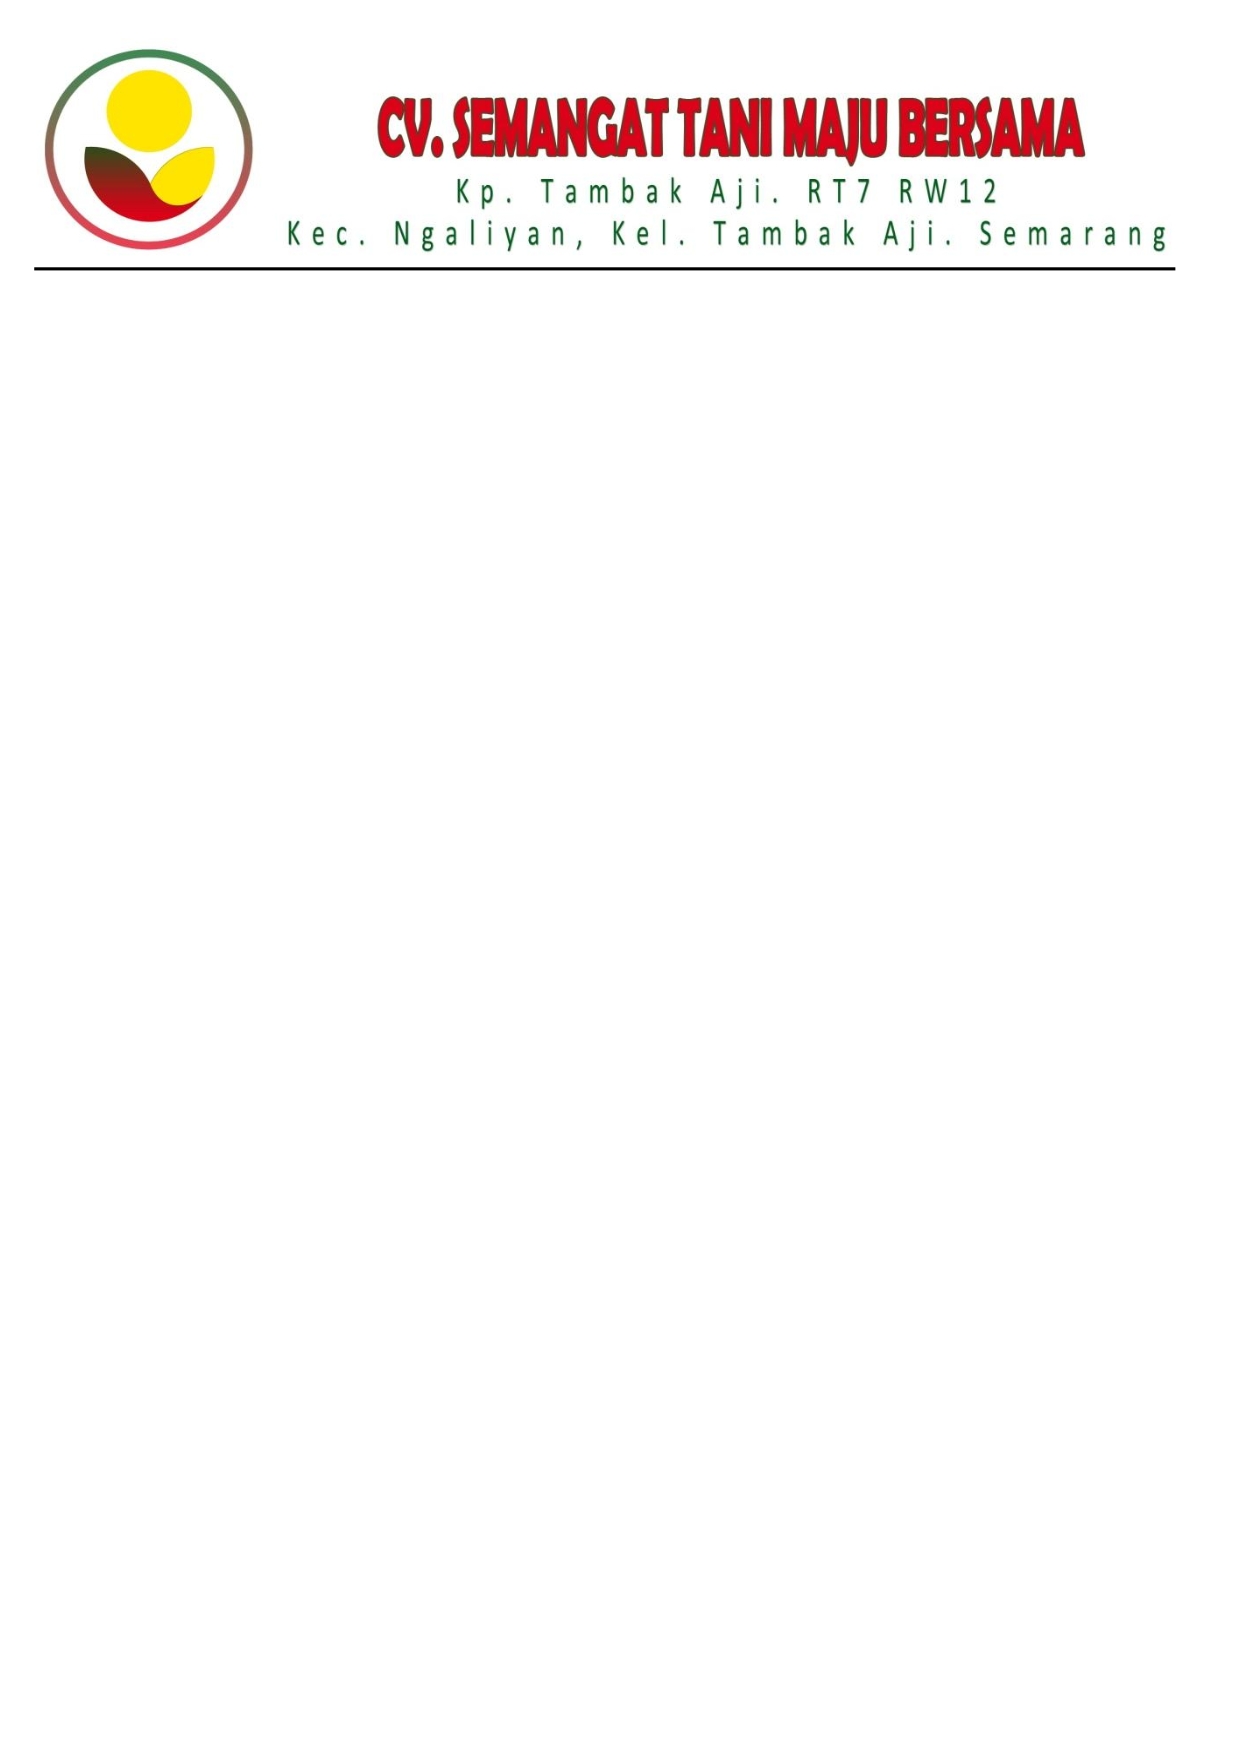 CV. SEMANGAT TANI MAJU BERSAMA
Kp. Tambak Aji. RT7 RW12
Kec. Ngaliyan, Kel. Tambak Aji. Semarang